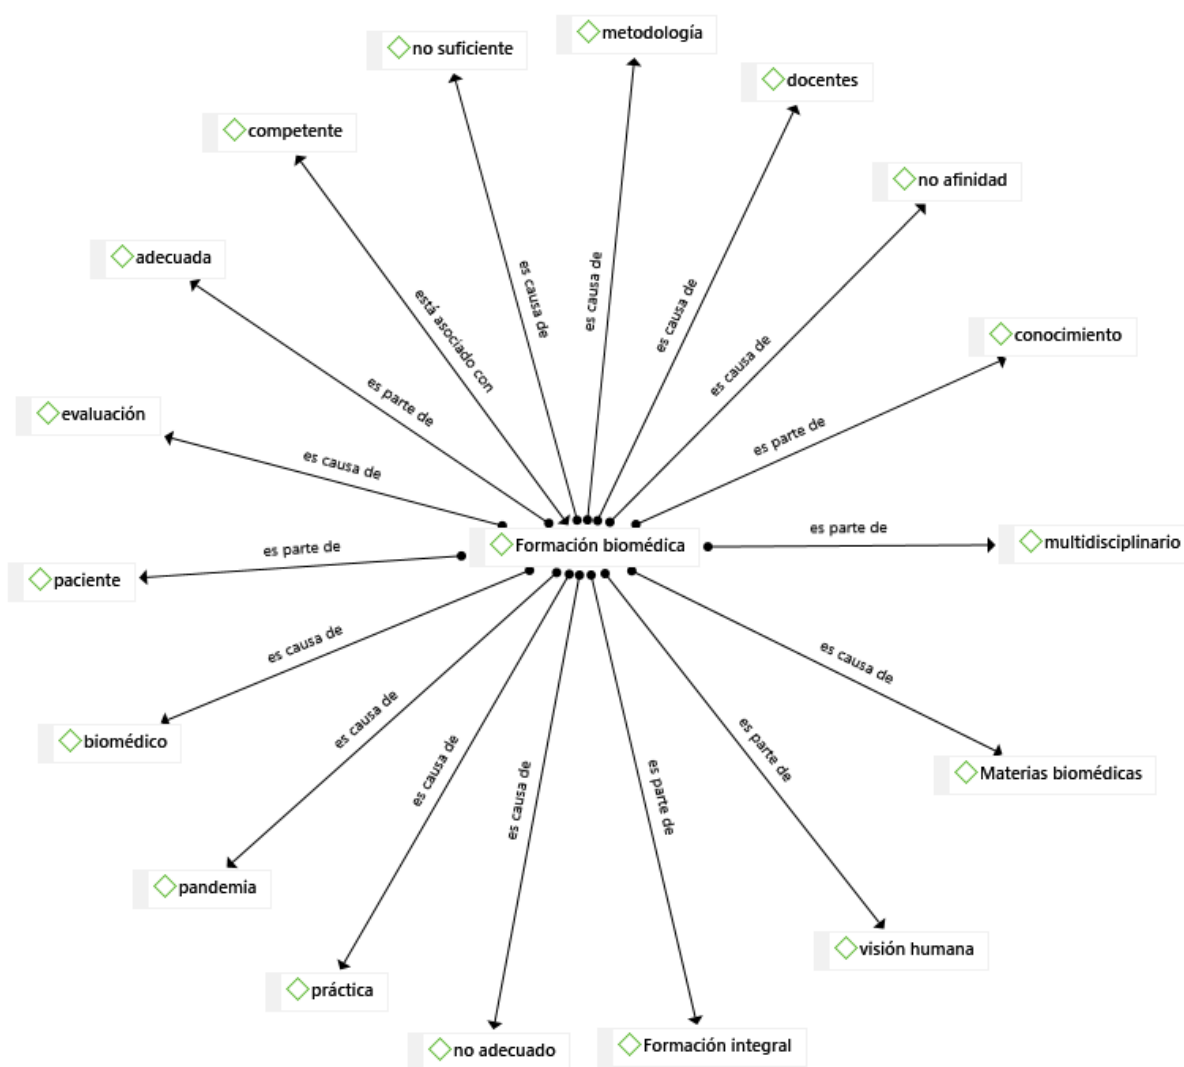 metodología
no suficiente
docentes
competente
no afinidad
adecuada
es causa de
es causa de
es causa de
está asociado con
conocimiento
es causa de
es parte de
evaluación
es parte de
es causa de
es parte de
Formación biomédica
multidisciplinario
es parte de
paciente
es causa de
es causa de
es causa de
biomédico
es parte de
Materias biomédicas
es causa de
es causa de
es parte de
pandemia
visión humana
práctica
no adecuado
Formación integral